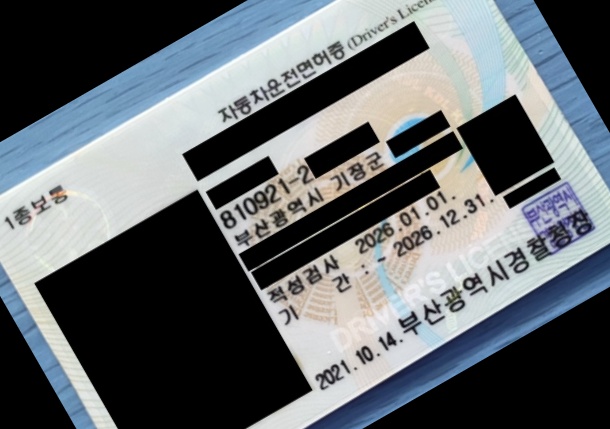 자동차운전면허증 (Driver's Licen
1종보통
810921-2
부산광역시 기장군
적성검사 2026.01.01.
기 간 : ~ 2026.12.31.
DRIVER'S LICENSE
2021.10.14. 부산광역시경찰청장